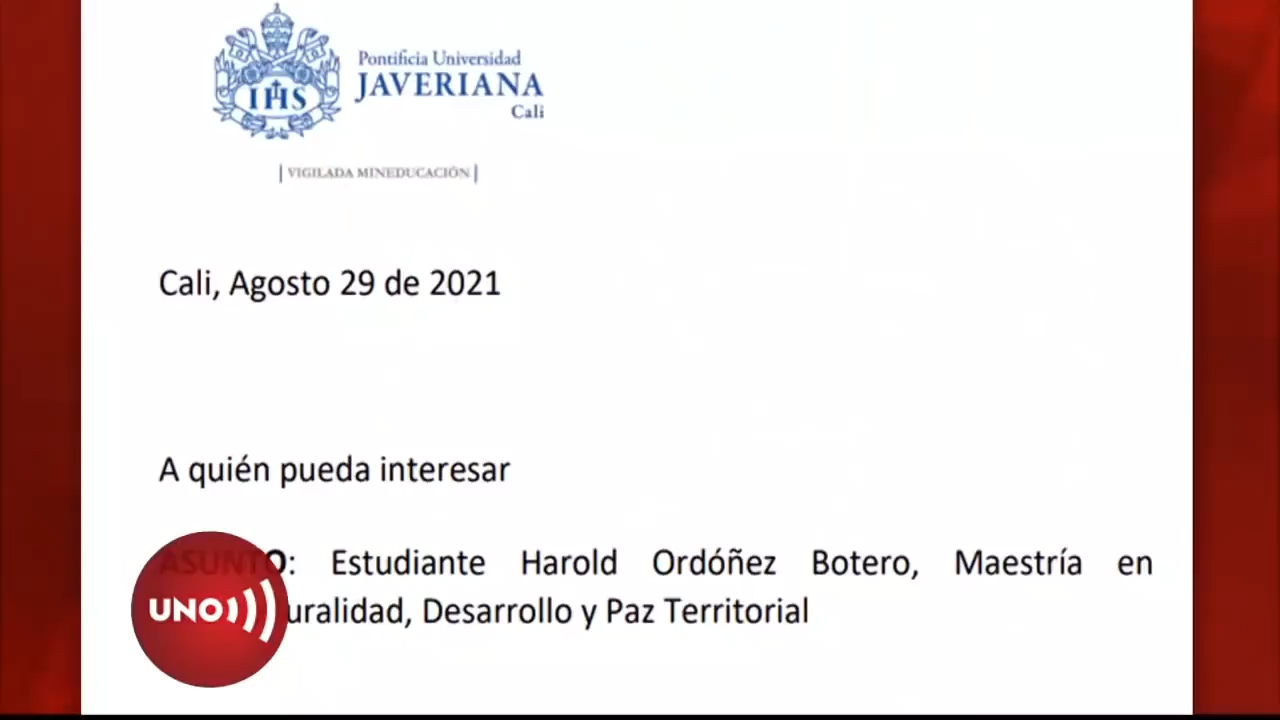 IHS
Pontificia Universidad
JAVERIANA
Cali
| VIGILADA MINEDUCACIÓN |
Cali, Agosto 29 de 2021
A quién pueda interesar
ASUNTO: Estudiante Harold Ordóñez Botero, Maestría en
uralidad, Desarrollo y Paz Territorial
UNO